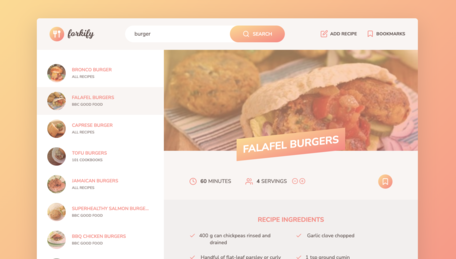 forkify
burger
SEARCH
ADD RECIPE
BOOKMARKS
BRONCO BURGER
ALL RECIPES
FALAFEL BURGERS
BBC GOOD FOOD
CAPRESE BURGER
ALL RECIPES
TOFU BURGERS
101 COOKBOOKS
JAMAICAN BURGERS
ALL RECIPES
SUPERHEALTHY SALMON BURGE...
BBC GOOD FOOD
BBQ CHICKEN BURGERS
BBC GOOD FOOD
FALAFEL BURGERS
60 MINUTES
4 SERVINGS
RECIPE INGREDIENTS
400 g can chickpeas rinsed and
drained
Garlic clove chopped
Handful of flat-leaf parsley or curly
1 tsp ground cumin